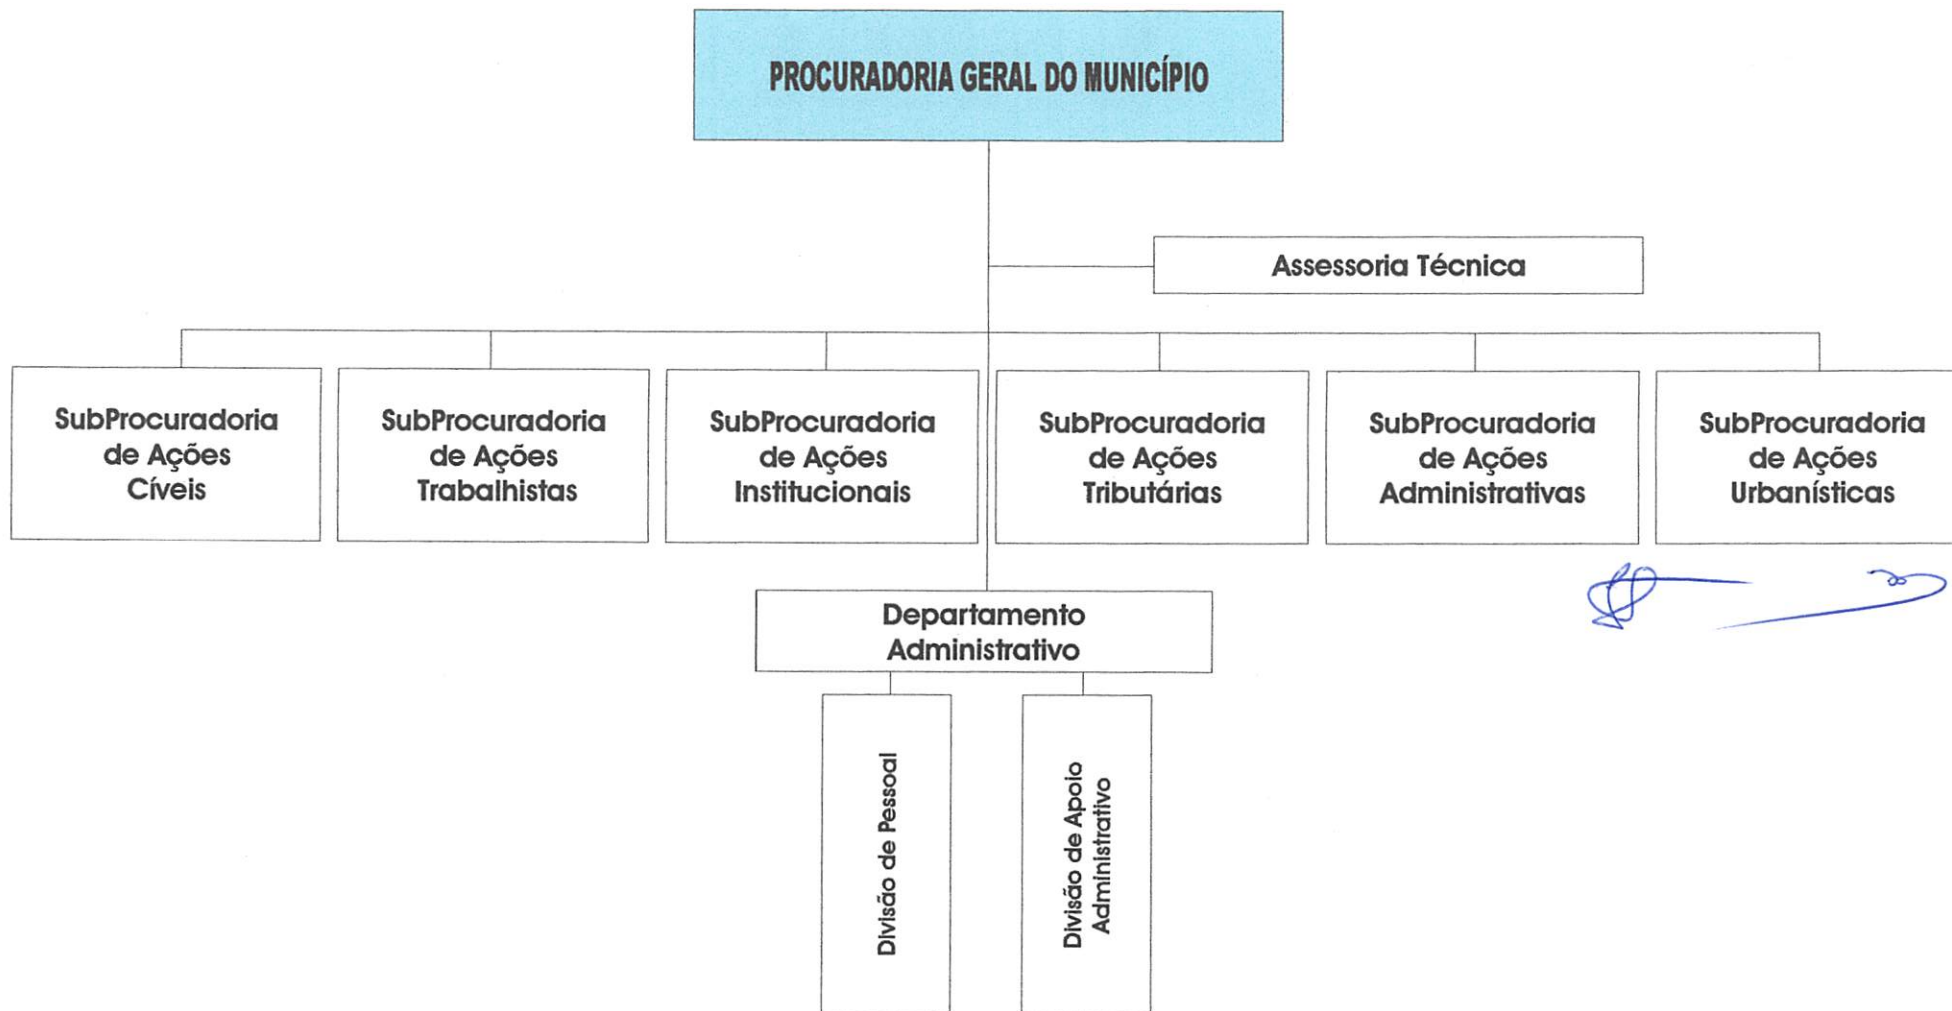 PROCURADORIA GERAL DO MUNICÍPIO
Assessoria Técnica
SubProcuradoria
de Ações
Cíveis
SubProcuradoria
de Ações
Trabalhistas
SubProcuradoria
de Ações
Institucionais
SubProcuradoria
de Ações
Tributárias
SubProcuradoria
de Ações
Administrativas
SubProcuradoria
de Ações
Urbanísticas
Departamento
Administrativo
Divisão de Pessoal
Divisão de Apoio
Administrativo